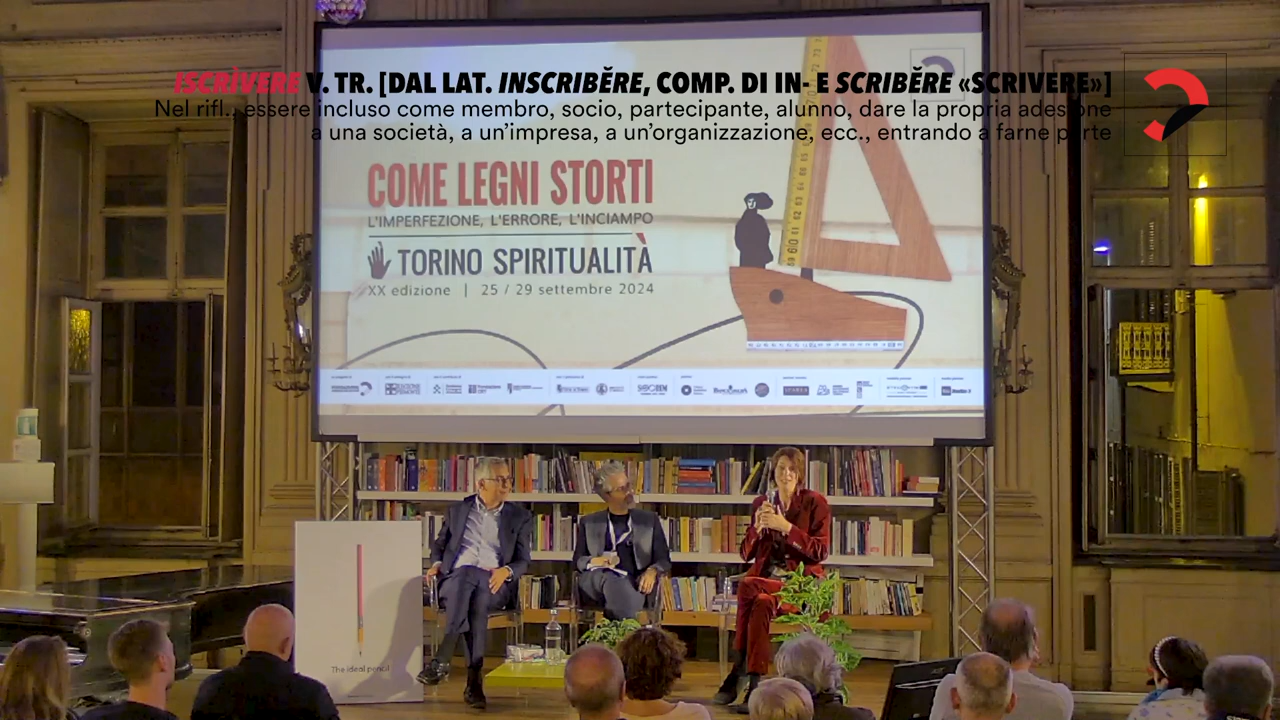 ISCRÌVERE V. TR. [DAL LAT. INSCRIBĔRE, COMP. DI IN- E SCRIBĔRE «SCRIVERE»]
Nel rifl., essere incluso come membro, socio, partecipante, alunno, dare la propria adesione
a una società, a un'impresa, a un'organizzazione, ecc., entrando a farne parte
COME LEGNI STORTI
L'IMPERFEZIONE, L'ERRORE, L'INCIAMPO
TORINO SPIRITUALITÀ
XX edizione | 25 / 29 settembre 2024
The ideal pencil